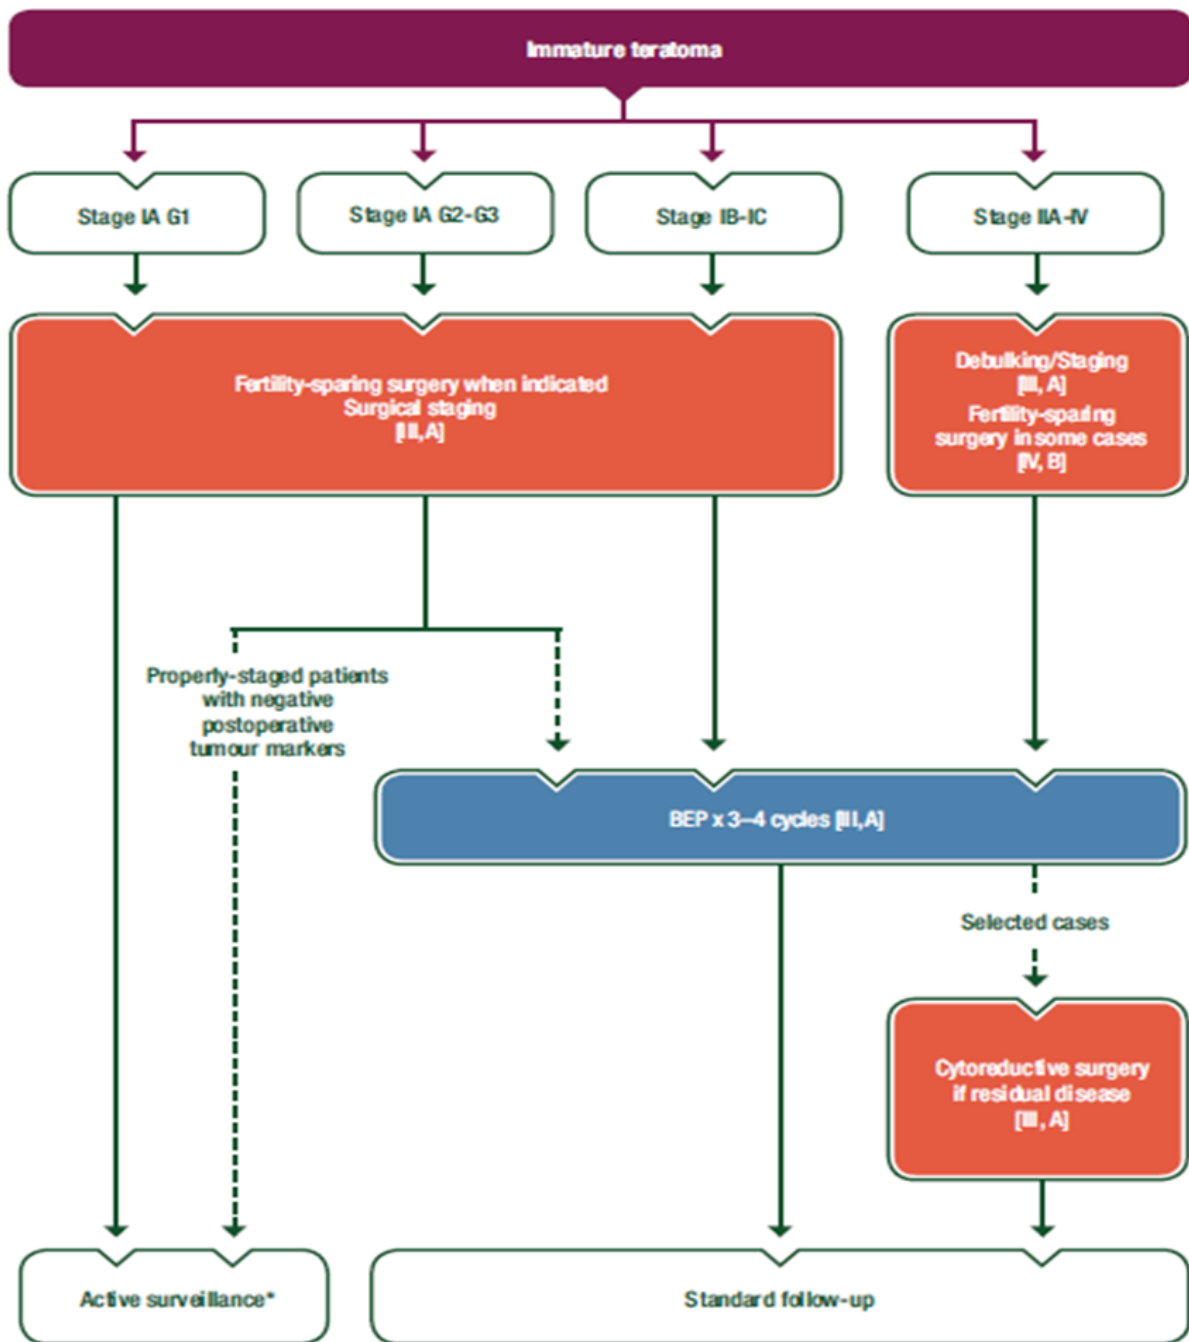 Immature teratoma
Stage IA G1
Stage IA G2-G3
Stage IB-IC
Stage IIA-IV
Fertility-sparing surgery when indicated
Surgical staging
[III,A]
Debulking/Staging
[III, A]
Fertility-sparing
surgery in some cases
[IV, B]
Properly-staged patients
with negative
postoperative
tumour markers
BEP x 3–4 cycles [III,A]
Selected cases
Cytoreductive surgery
if residual disease
[III, A]
Active surveillance*
Standard follow-up